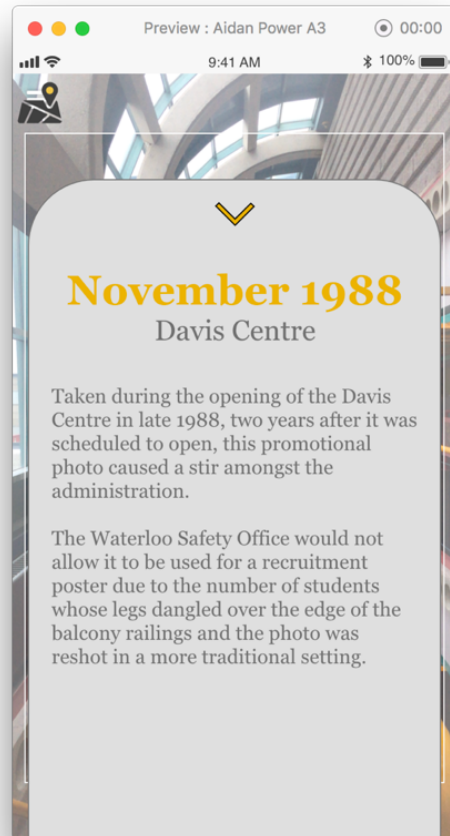 Preview : Aidan Power A3
00:00
9:41 AM
100%
November 1988
Davis Centre
Taken during the opening of the Davis
Centre in late 1988, two years after it was
scheduled to open, this promotional
photo caused a stir amongst the
administration.
The Waterloo Safety Office would not
allow it to be used for a recruitment
poster due to the number of students
whose legs dangled over the edge of the
balcony railings and the photo was
reshot in a more traditional setting.